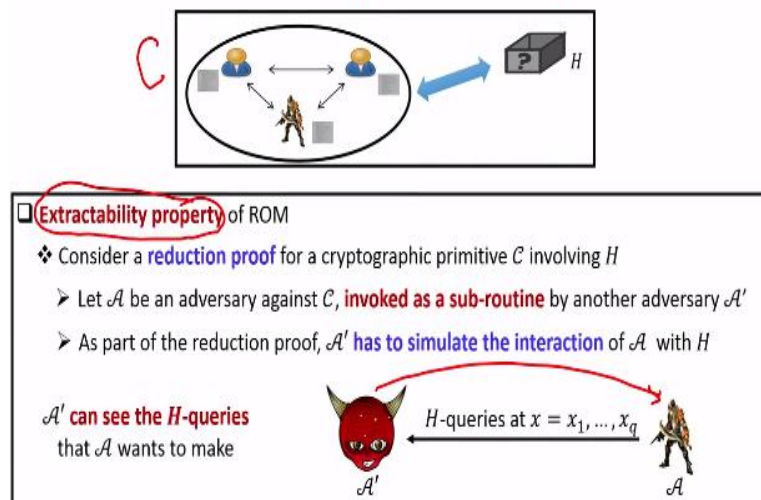 C
?
H
Extractability property of ROM
Consider a reduction proof for a cryptographic primitive 𝒞 involving H
Let 𝒜 be an adversary against 𝒞, invoked as a sub-routine by another adversary 𝒜′
As part of the reduction proof, 𝒜′ has to simulate the interaction of 𝒜 with H
𝒜′ can see the H-queries
that 𝒜 wants to make
H-queries at x = x₁, …, x_q
𝒜′
𝒜